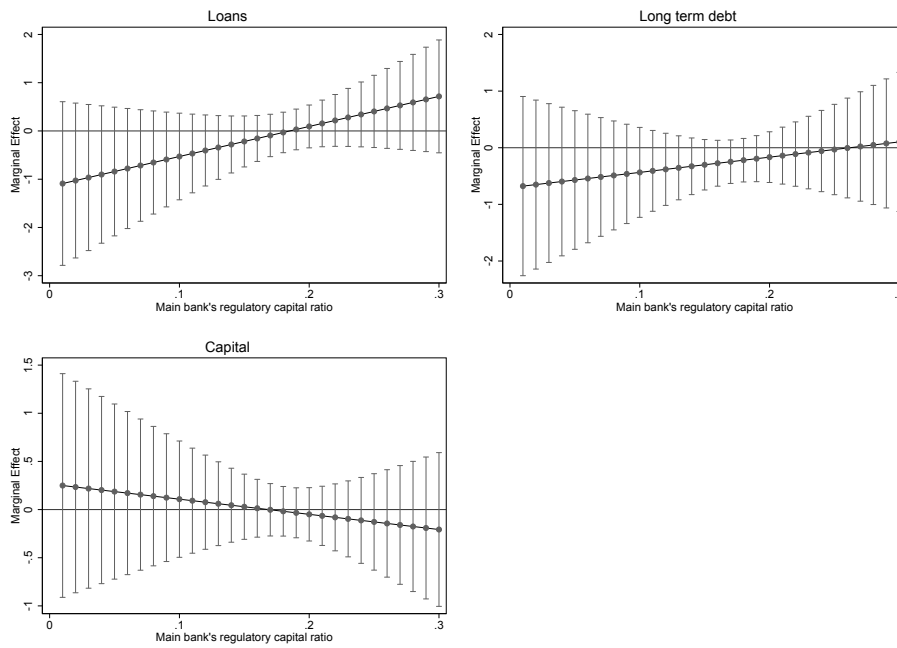 Loans
Marginal Effect
2
1
0
-1
-2
-3
0 .1 .2 .3
Main bank's regulatory capital ratio
Long term debt
Marginal Effect
2
1
0
-1
-2
0 .1 .2 .3
Main bank's regulatory capital ratio
Capital
Marginal Effect
1.5
1
.5
0
-.5
-1
0 .1 .2 .3
Main bank's regulatory capital ratio